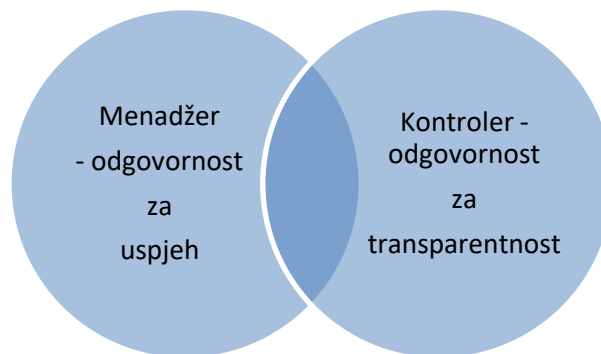 Menadžer
- odgovornost
za
uspjeh
Kontroler -
odgovornost
za
transparentnost